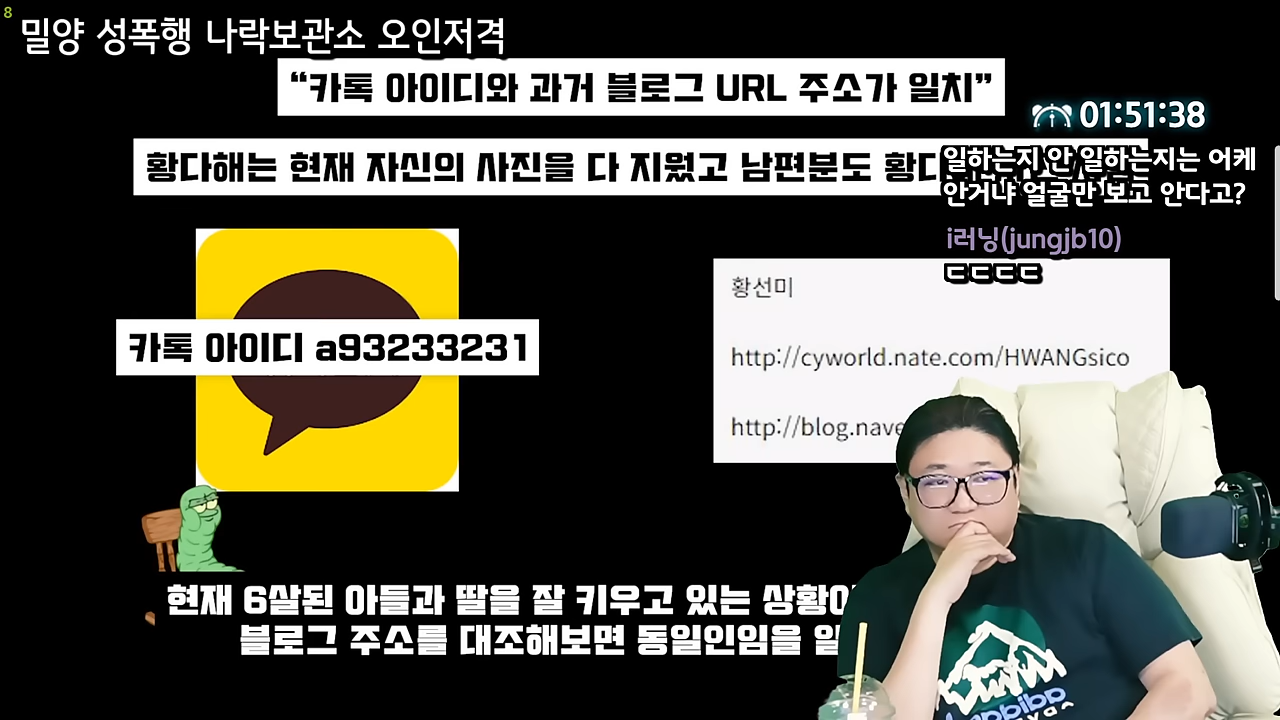 8
밀양 성폭행 나락보관소 오인저격
“카톡 아이디와 과거 블로그 URL 주소가 일치”
01:51:38
황다해는 현재 자신의 사진을 다 지웠고 남편분도
일하는지 안 일하는지는 어케
안거냐 얼굴만 보고 안다고?
i러닝(jungjb10)
ㄷㄷㄷㄷ
황선미
카톡 아이디 a93233231
http://cyworld.nate.com/HWANGsico
http://blog.nave
현재 6살된 아들과 딸을 잘 키우고 있는
블로그 주소를 대조해보면 동일인임을